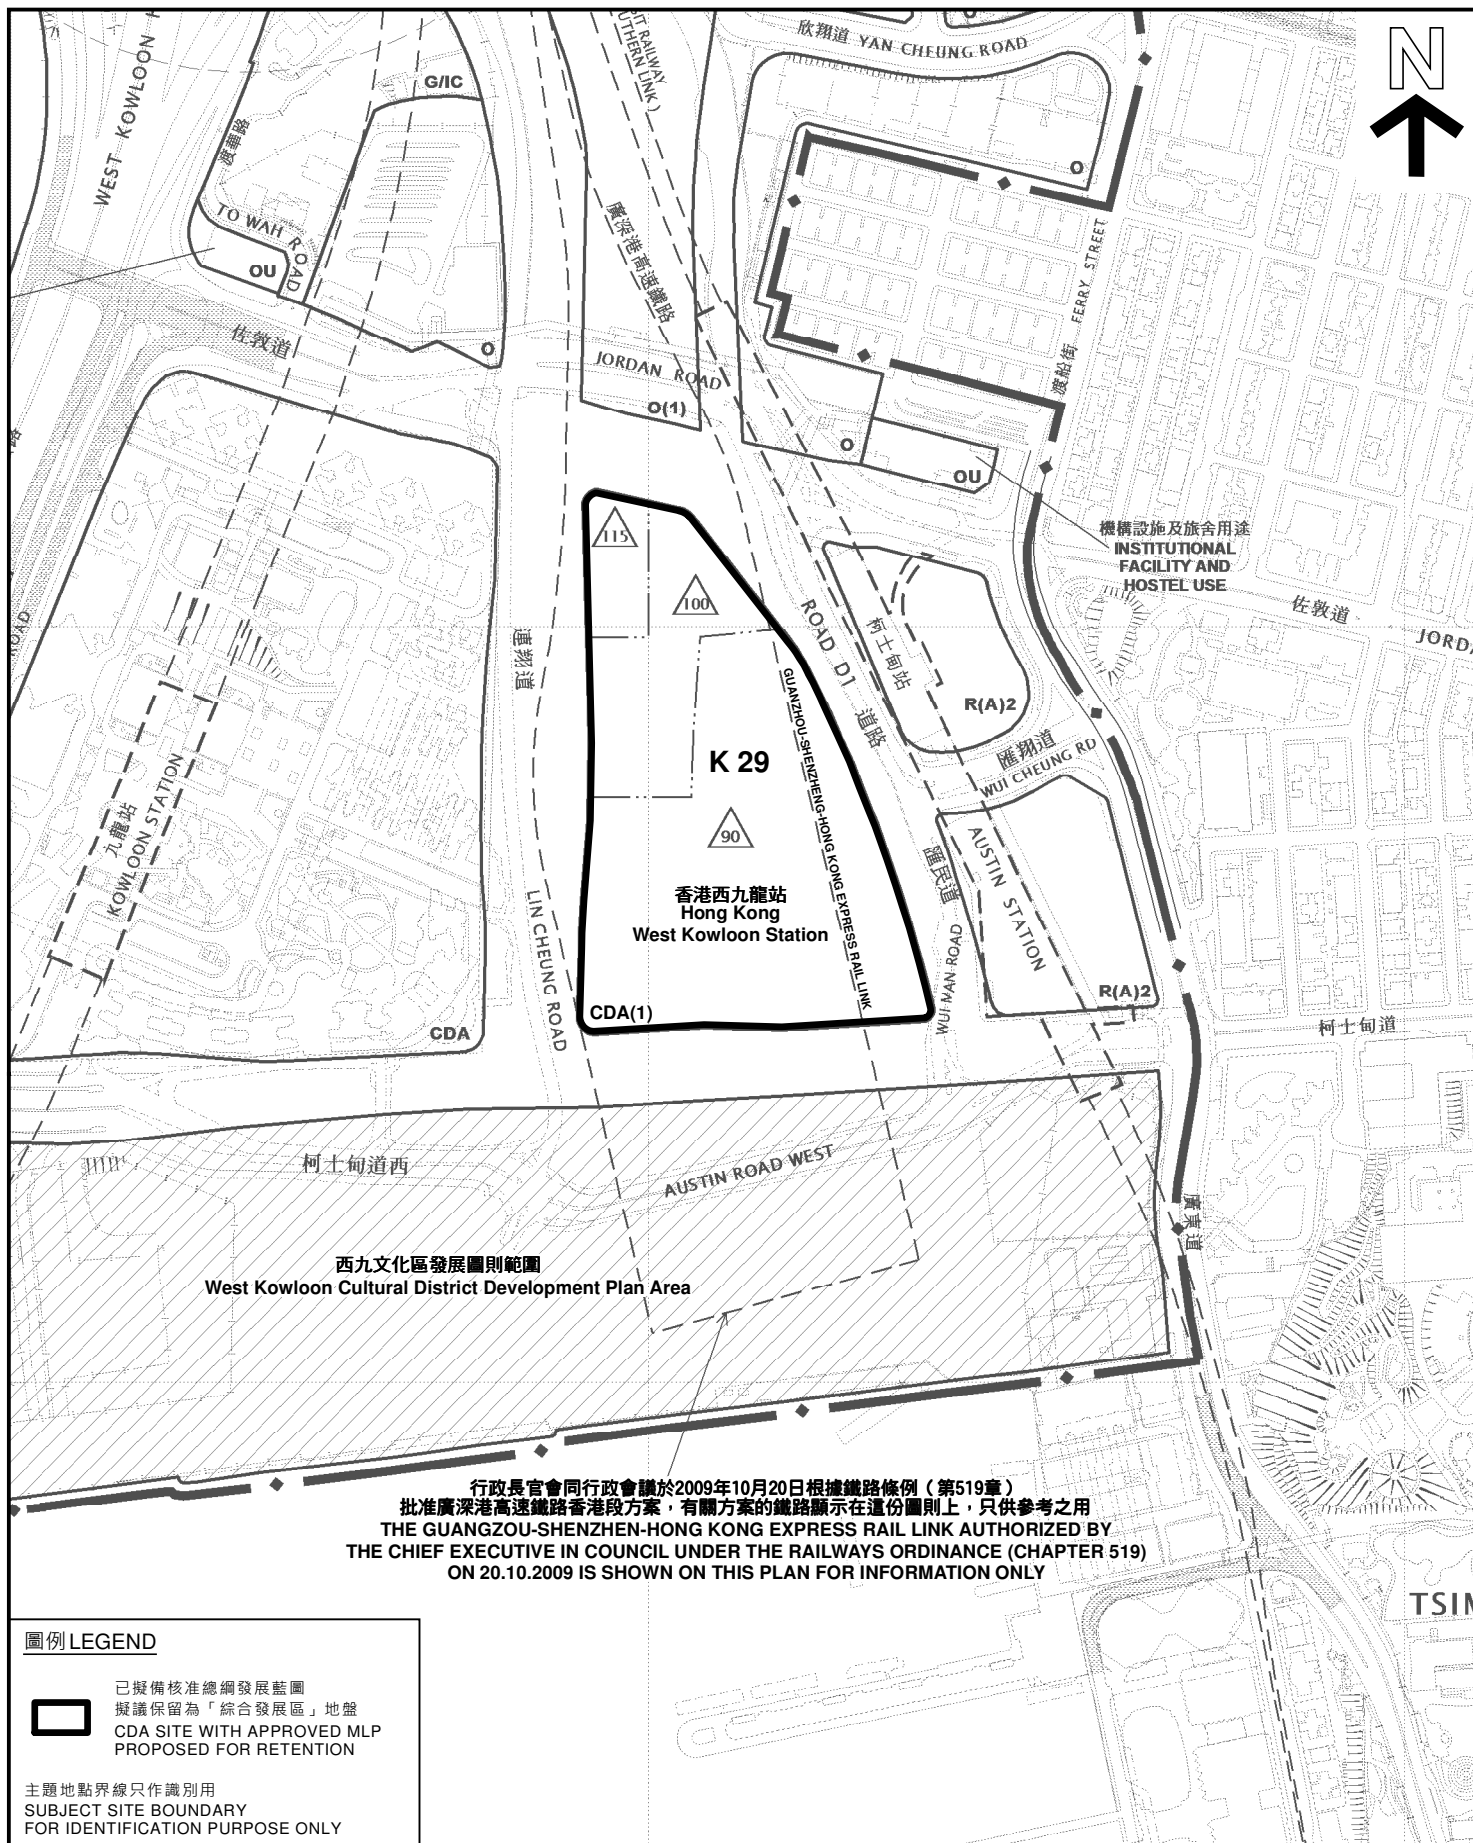 欣翔道 YAN CHEUNG ROAD
O
N
WEST KOWLOON
渡華路
G/IC
UTHERN LINK )
O
TO WAH ROAD
OU
廣深港高速鐵路
渡船街 FERRY STREET
佐敦道
O
JORDAN ROAD
O(1)
O
OU
機構設施及旅舍用途
INSTITUTIONAL
FACILITY AND
HOSTEL USE
115
100
連翔道
ROAD D1 道路
柯士甸站
R(A)2
佐敦道
JORD
ROAD
匯翔道
WUI CHEUNG RD
K 29
GUANZHOU-SHENZHENG-HONG KONG EXPRESS RAIL LINK
九龍站
KOWLOON STATION
90
匯民道
WUI MAN ROAD
AUSTIN STATION
香港西九龍站
Hong Kong
West Kowloon Station
LIN CHEUNG ROAD
CDA(1)
CDA
R(A)2
柯士甸道
柯士甸道西
AUSTIN ROAD WEST
廣東道
西九文化區發展圖則範圍
West Kowloon Cultural District Development Plan Area
行政長官會同行政會議於2009年10月20日根據鐵路條例（第519章）
批准廣深港高速鐵路香港段方案，有關方案的鐵路顯示在這份圖則上，只供參考之用
THE GUANGZOU-SHENZHEN-HONG KONG EXPRESS RAIL LINK AUTHORIZED BY
THE CHIEF EXECUTIVE IN COUNCIL UNDER THE RAILWAYS ORDINANCE (CHAPTER 519)
ON 20.10.2009 IS SHOWN ON THIS PLAN FOR INFORMATION ONLY
TSIM
圖例 LEGEND
已擬備核准總綱發展藍圖
擬議保留為「綜合發展區」地盤
CDA SITE WITH APPROVED MLP
PROPOSED FOR RETENTION
主題地點界線只作識別用
SUBJECT SITE BOUNDARY
FOR IDENTIFICATION PURPOSE ONLY